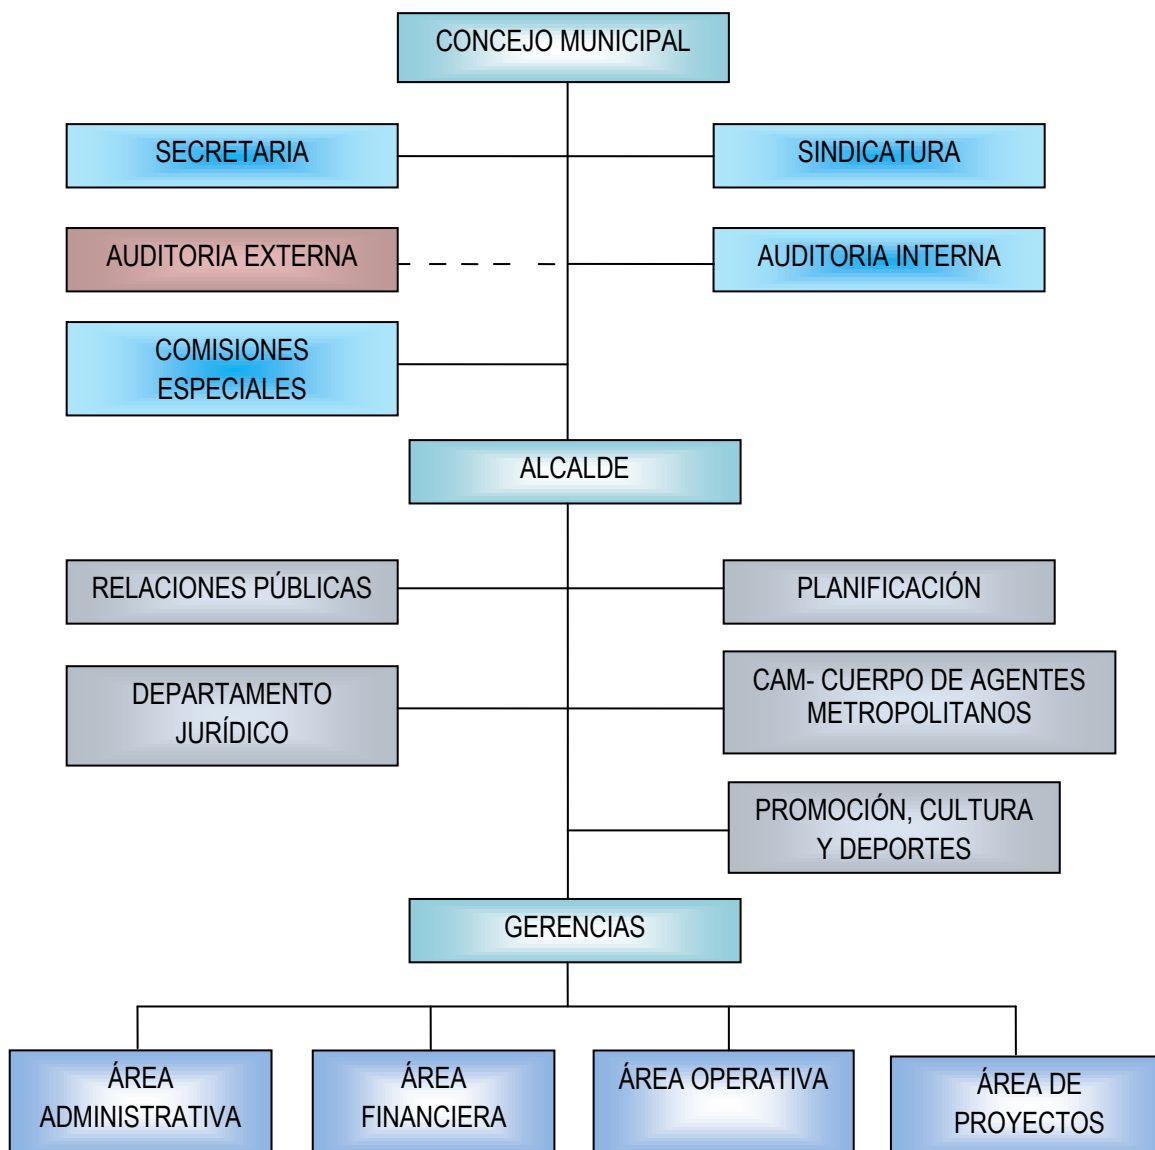 CONCEJO MUNICIPAL
SECRETARIA
SINDICATURA
AUDITORIA EXTERNA
AUDITORIA INTERNA
COMISIONES
ESPECIALES
ALCALDE
RELACIONES PÚBLICAS
PLANIFICACIÓN
DEPARTAMENTO
JURÍDICO
CAM- CUERPO DE AGENTES
METROPOLITANOS
PROMOCIÓN, CULTURA
Y DEPORTES
GERENCIAS
ÁREA
ADMINISTRATIVA
ÁREA
FINANCIERA
ÁREA OPERATIVA
ÁREA DE
PROYECTOS